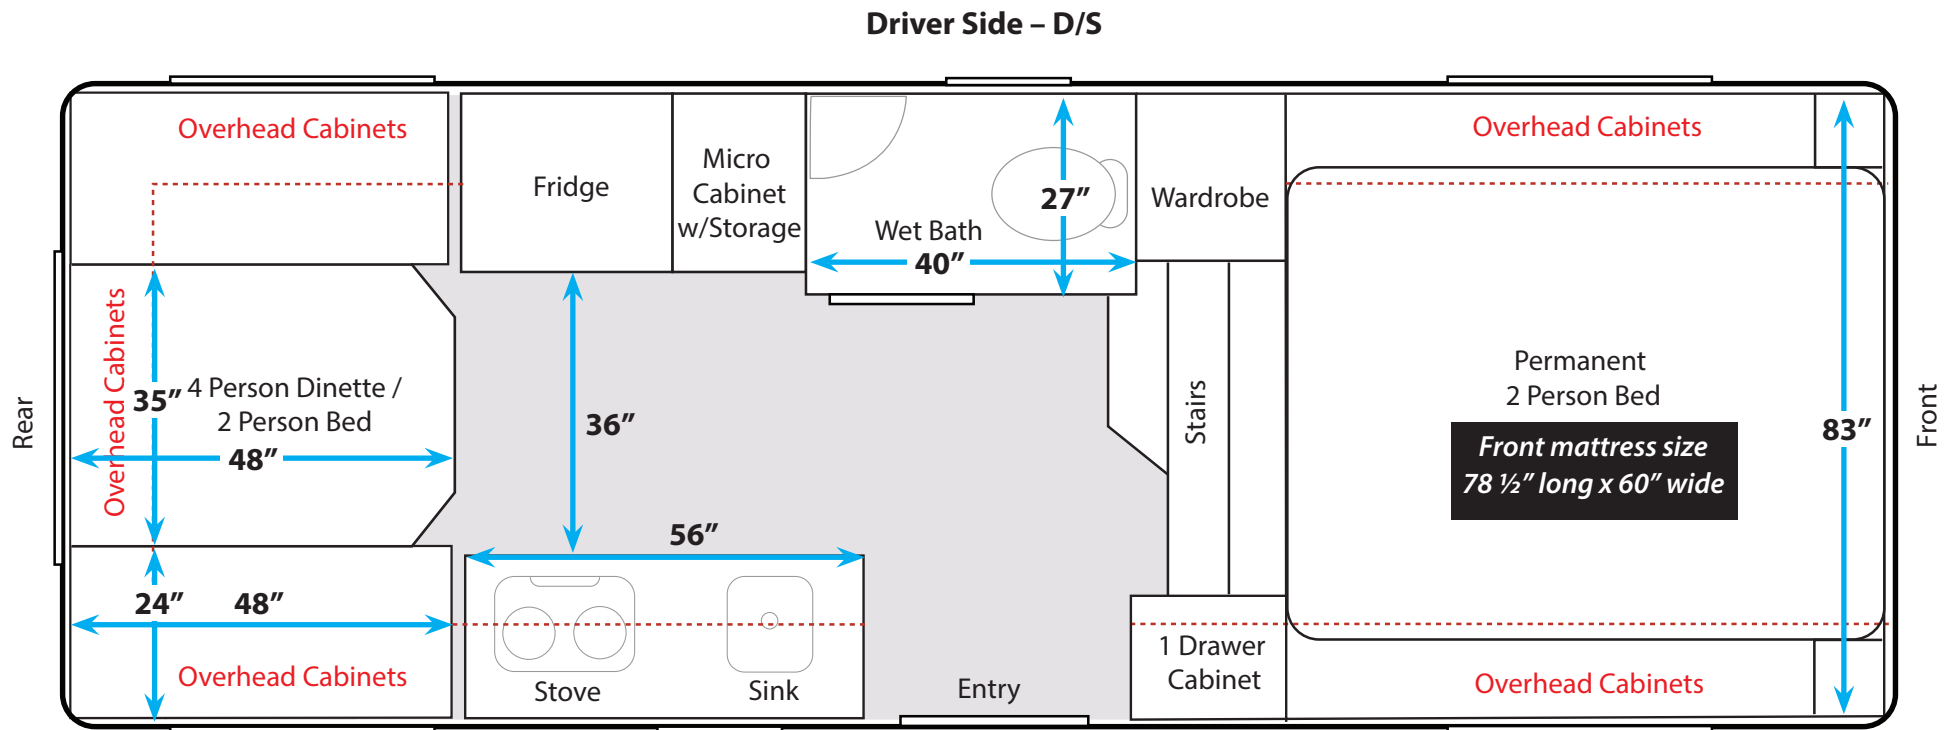 Driver Side – D/S
Overhead Cabinets
Fridge
Micro
Cabinet
w/Storage
Wet Bath
27”
40”
Wardrobe
Overhead Cabinets
Rear
Overhead Cabinets
35”
4 Person Dinette /
2 Person Bed
48”
36”
56”
Stairs
Permanent
2 Person Bed
Front mattress size
78 ½” long x 60” wide
83”
Front
24”
48”
Overhead Cabinets
Stove
Sink
Entry
1 Drawer
Cabinet
Overhead Cabinets